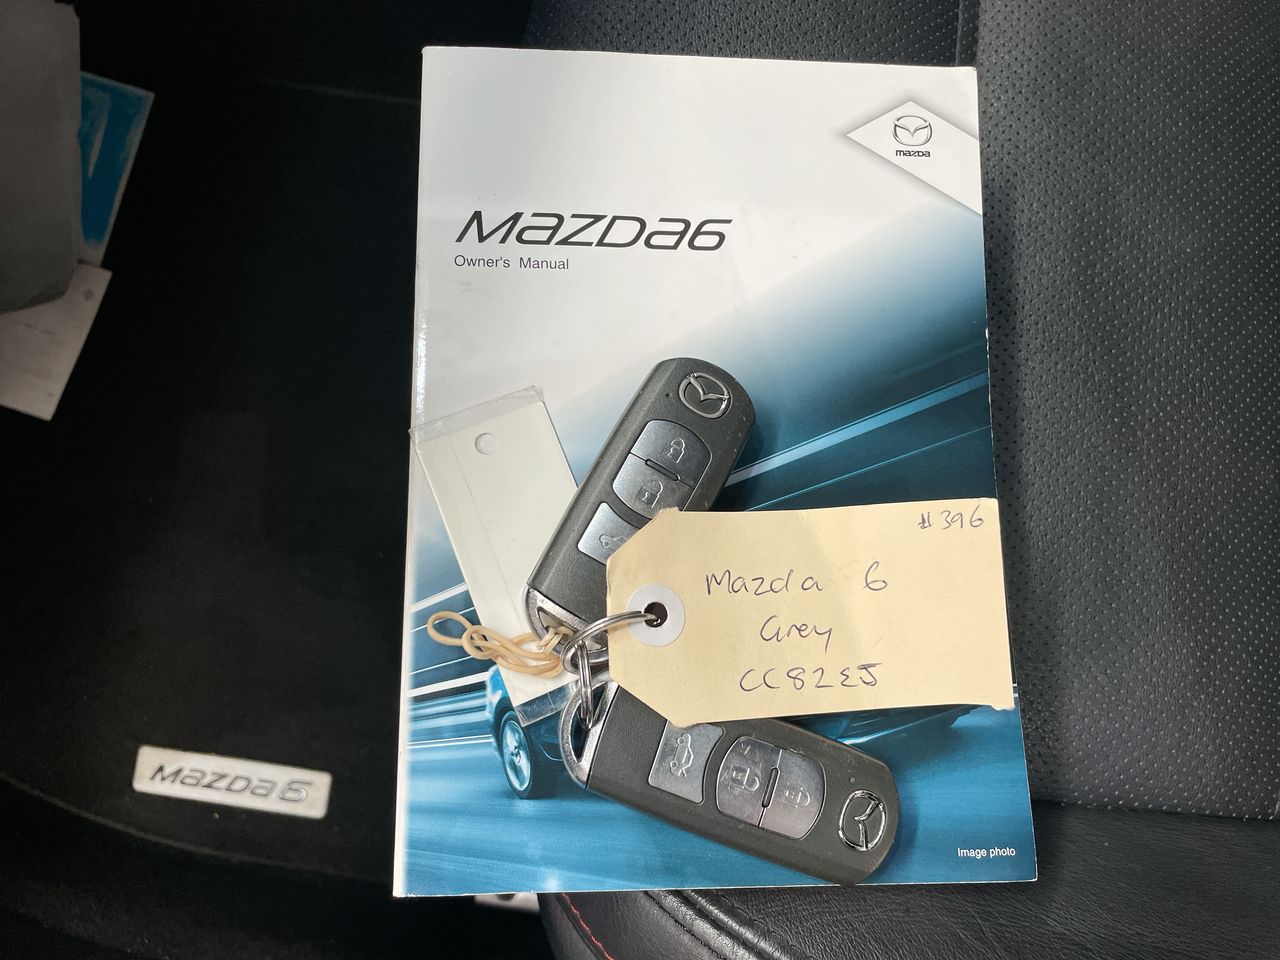 mazda
mazda6
Owner's Manual
#396
Mazda 6
Grey
CC82EJ
mazda6
Image photo